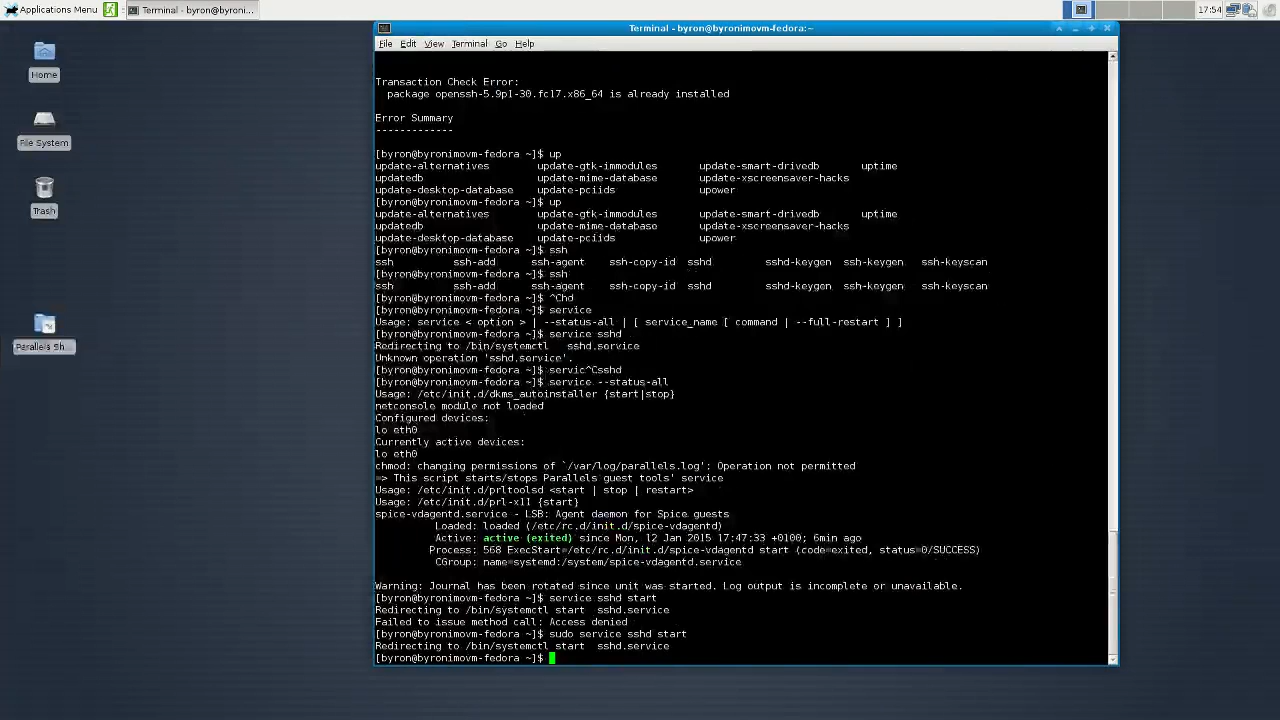 Applications Menu
Terminal - byron@byroni...
17:54
Home
File System
Trash
Parallels Sh...
Terminal - byron@byronimovm-fedora:~
File Edit View Terminal Go Help
Transaction Check Error:
package openssh-5.9p1-30.fc17.x86_64 is already installed
Error Summary
-------------
[byron@byronimovm-fedora ~]$ up
update-alternatives update-gtk-immodules update-smart-drivedb uptime
updatedb update-mime-database update-xscreensaver-hacks
update-desktop-database update-pciids upower
[byron@byronimovm-fedora ~]$ up
update-alternatives update-gtk-immodules update-smart-drivedb uptime
updatedb update-mime-database update-xscreensaver-hacks
update-desktop-database update-pciids upower
[byron@byronimovm-fedora ~]$ ssh
ssh ssh-add ssh-agent ssh-copy-id sshd sshd-keygen ssh-keygen ssh-keyscan
[byron@byronimovm-fedora ~]$ ssh
ssh ssh-add ssh-agent ssh-copy-id sshd sshd-keygen ssh-keygen ssh-keyscan
[byron@byronimovm-fedora ~]$ ^Chd
[byron@byronimovm-fedora ~]$ service
Usage: service < option > | --status-all | [ service_name [ command | --full-restart ] ]
[byron@byronimovm-fedora ~]$ service sshd
Redirecting to /bin/systemctl sshd.service
Unknown operation 'sshd.service'.
[byron@byronimovm-fedora ~]$ servic^Csshd
[byron@byronimovm-fedora ~]$ service --status-all
Usage: /etc/init.d/dkms_autoinstaller {start|stop}
netconsole module not loaded
Configured devices:
lo eth0
Currently active devices:
lo eth0
chmod: changing permissions of `/var/log/parallels.log': Operation not permitted
=> This script starts/stops Parallels guest tools' service
Usage: /etc/init.d/prltoolsd <start | stop | restart>
Usage: /etc/init.d/prl-x11 {start}
spice-vdagentd.service - LSB: Agent daemon for Spice guests
Loaded: loaded (/etc/rc.d/init.d/spice-vdagentd)
Active: active (exited) since Mon, 12 Jan 2015 17:47:33 +0100; 6min ago
Process: 568 ExecStart=/etc/rc.d/init.d/spice-vdagentd start (code=exited, status=0/SUCCESS)
CGroup: name=systemd:/system/spice-vdagentd.service
Warning: Journal has been rotated since unit was started. Log output is incomplete or unavailable.
[byron@byronimovm-fedora ~]$ service sshd start
Redirecting to /bin/systemctl start sshd.service
Failed to issue method call: Access denied
[byron@byronimovm-fedora ~]$ sudo service sshd start
Redirecting to /bin/systemctl start sshd.service
[byron@byronimovm-fedora ~]$